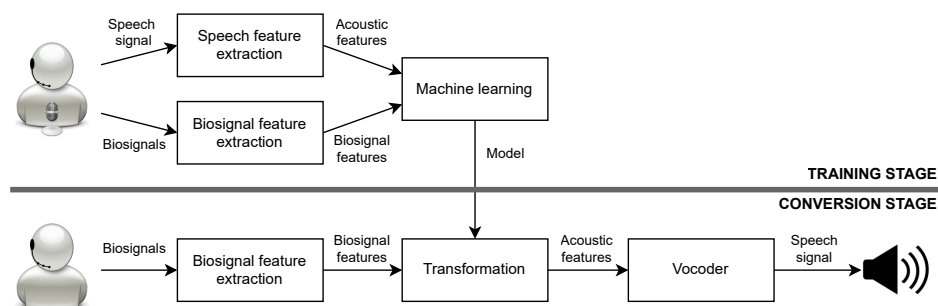 Speech
signal
Speech feature
extraction
Acoustic
features
Machine learning
Biosignals
Biosignal feature
extraction
Biosignal
features
Model
TRAINING STAGE
CONVERSION STAGE
Biosignals
Biosignal feature
extraction
Biosignal
features
Transformation
Acoustic
features
Vocoder
Speech
signal